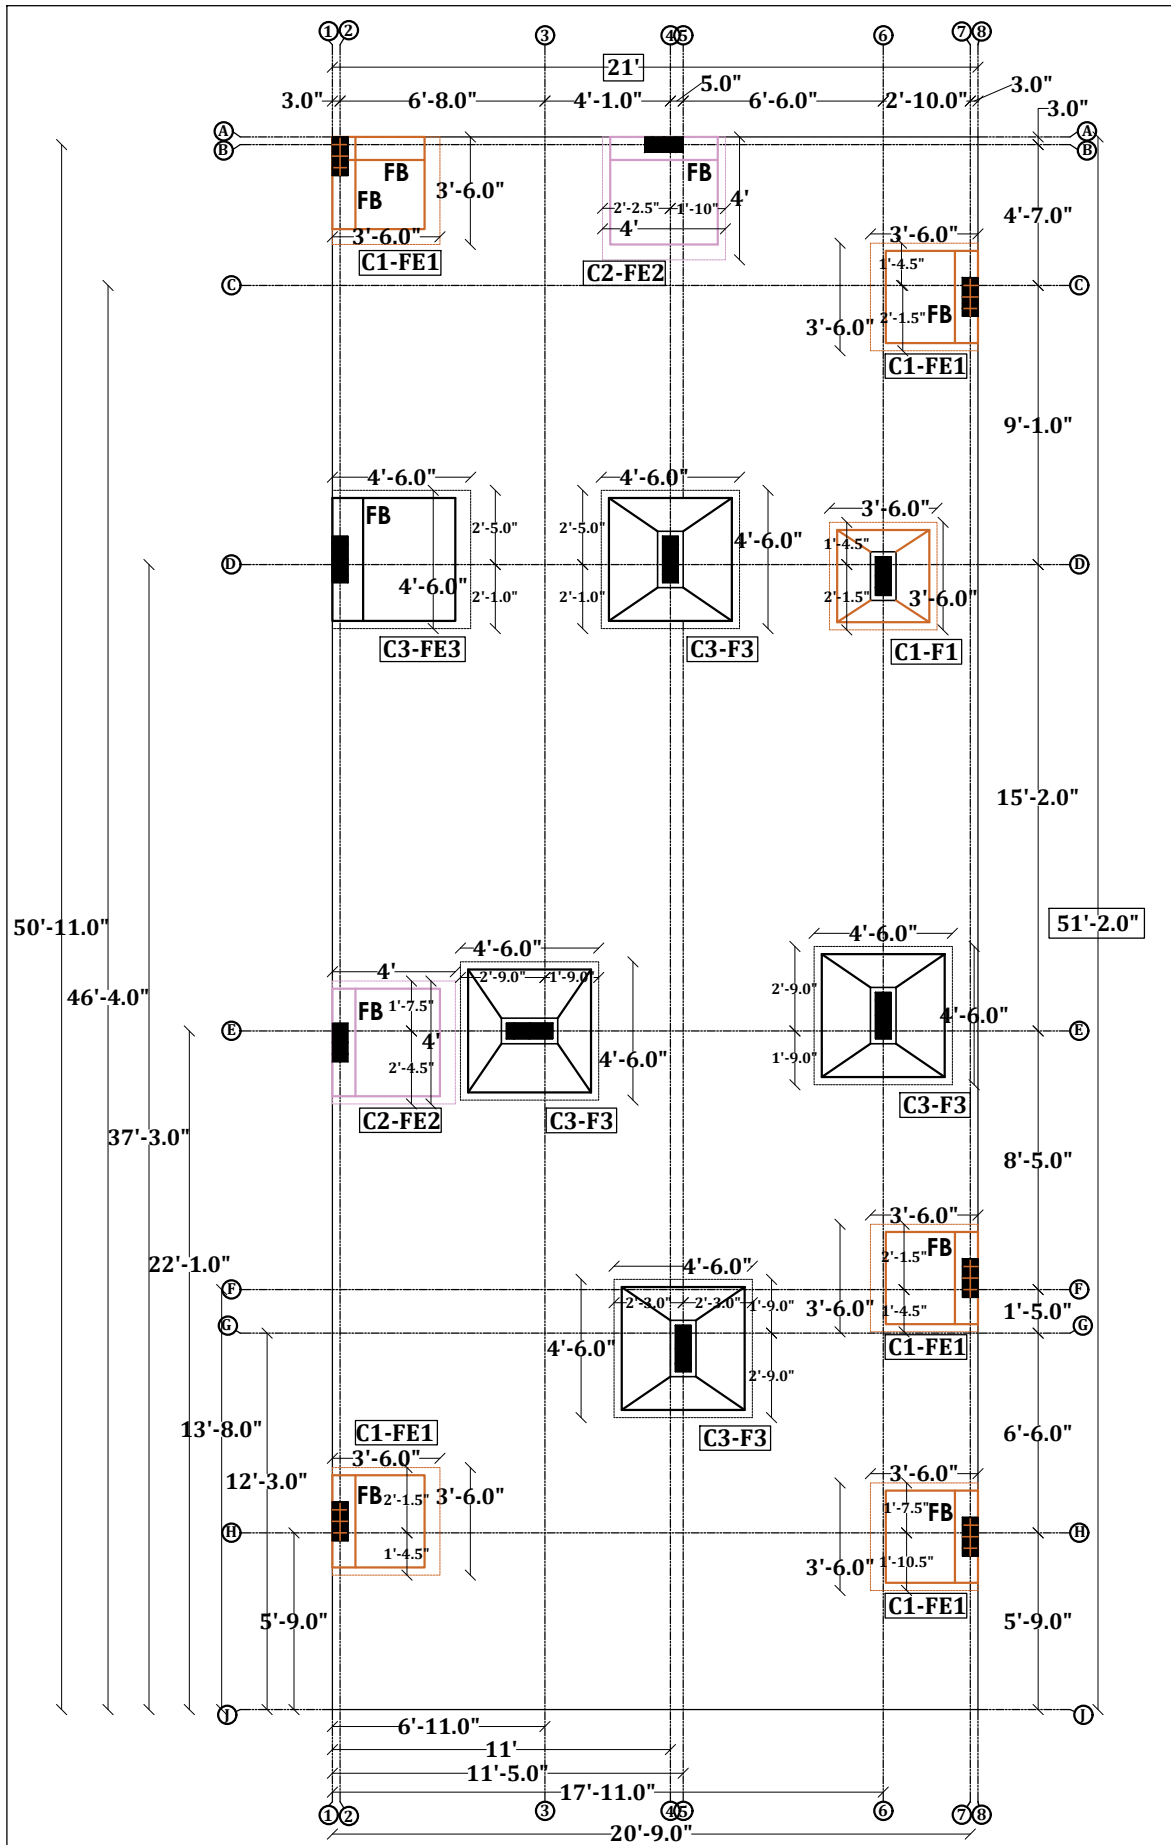 1 2 3 4 5 6 7 8
21'
5.0"
3.0" 6'-8.0" 4'-1.0" 6'-6.0" 2'-10.0" 3.0"
3.0"
A A
B B
FB FB
FB
3'-6.0" 4'
2'-2.5" 1'-10"
4'-7.0"
3'-6.0" 4' 3'-6.0"
C1-FE1 C2-FE2 1'-4.5"
C C
2'-1.5" FB
3'-6.0"
C1-FE1
9'-1.0"
4'-6.0" 4'-6.0"
3'-6.0"
FB 2'-5.0" 2'-5.0"
4'-6.0" 1'-4.5"
D D
4'-6.0" 2'-1.0" 2'-1.0" 2'-1.5" 3'-6.0"
C3-FE3 C3-F3 C1-F1
15'-2.0"
50'-11.0" 51'-2.0"
4'-6.0" 4'-6.0"
4' 2'-9.0" 1'-9.0" 2'-9.0"
46'-4.0"
FB 1'-7.5" 4'-6.0"
E E
4' 4'-6.0" 1'-9.0"
2'-4.5"
C2-FE2 C3-F3 C3-F3
37'-3.0"
8'-5.0"
3'-6.0"
22'-1.0" 4'-6.0" 2'-1.5" FB
F F
2'-3.0" 2'-3.0" 1'-9.0" 3'-6.0" 1'-4.5" 1'-5.0"
G G
4'-6.0" C1-FE1
2'-9.0"
13'-8.0" C1-FE1 C3-F3 6'-6.0"
3'-6.0" 3'-6.0"
12'-3.0"
FB 2'-1.5" 3'-6.0" 1'-7.5" FB
H H
1'-4.5" 3'-6.0" 1'-10.5"
C1-FE1
5'-9.0" 5'-9.0"
J J
6'-11.0"
11'
11'-5.0"
17'-11.0"
1 2 3 4 5 6 7 8
20'-9.0"